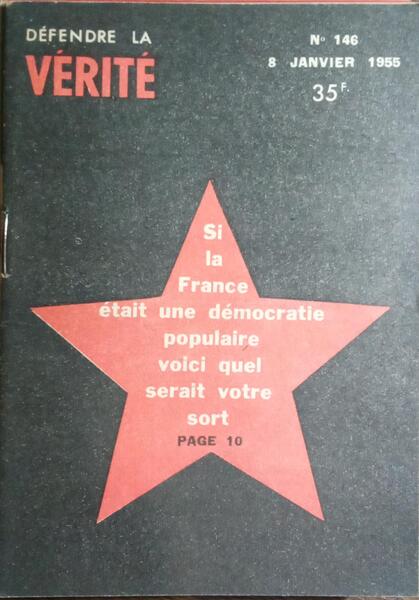 DÉFENDRE LA
VÉRITÉ
No 146
8 JANVIER 1955
35F.
Si
la
France
était une démocratie
populaire
voici quel
serait votre
sort
PAGE 10